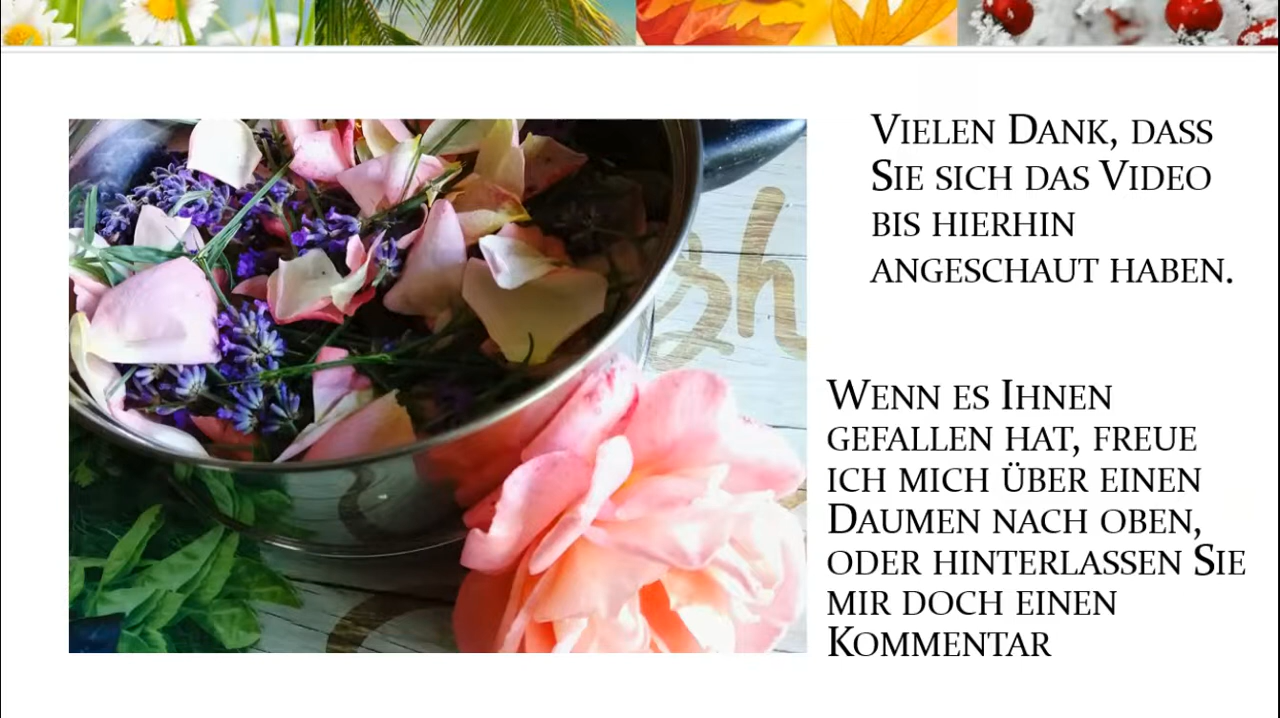 VIELEN DANK, DASS
SIE SICH DAS VIDEO
BIS HIERHIN
ANGESCHAUT HABEN.
WENN ES IHNEN
GEFALLEN HAT, FREUE
ICH MICH ÜBER EINEN
DAUMEN NACH OBEN,
ODER HINTERLASSEN SIE
MIR DOCH EINEN
KOMMENTAR